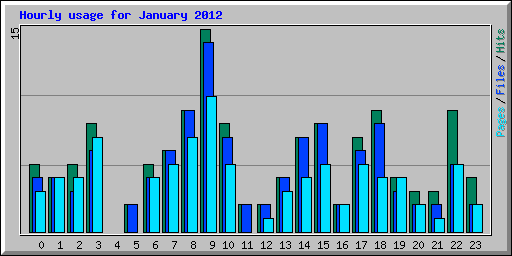 Hourly usage for January 2012
15
Pages/Files/Hits
0 1 2 3 4 5 6 7 8 9 10 11 12 13 14 15 16 17 18 19 20 21 22 23